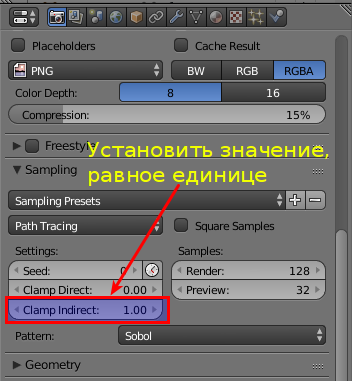 Placeholders Cache Result
PNG BW RGB RGBA
Color Depth: 8 16
Compression: 15%
Freestyle
Установить значение,
равное единице
Sampling
Sampling Presets
Path Tracing Square Samples
Settings: Samples:
Seed: 0 Render: 128
Clamp Direct: 0.00 Preview: 32
Clamp Indirect: 1.00
Pattern: Sobol
Geometry